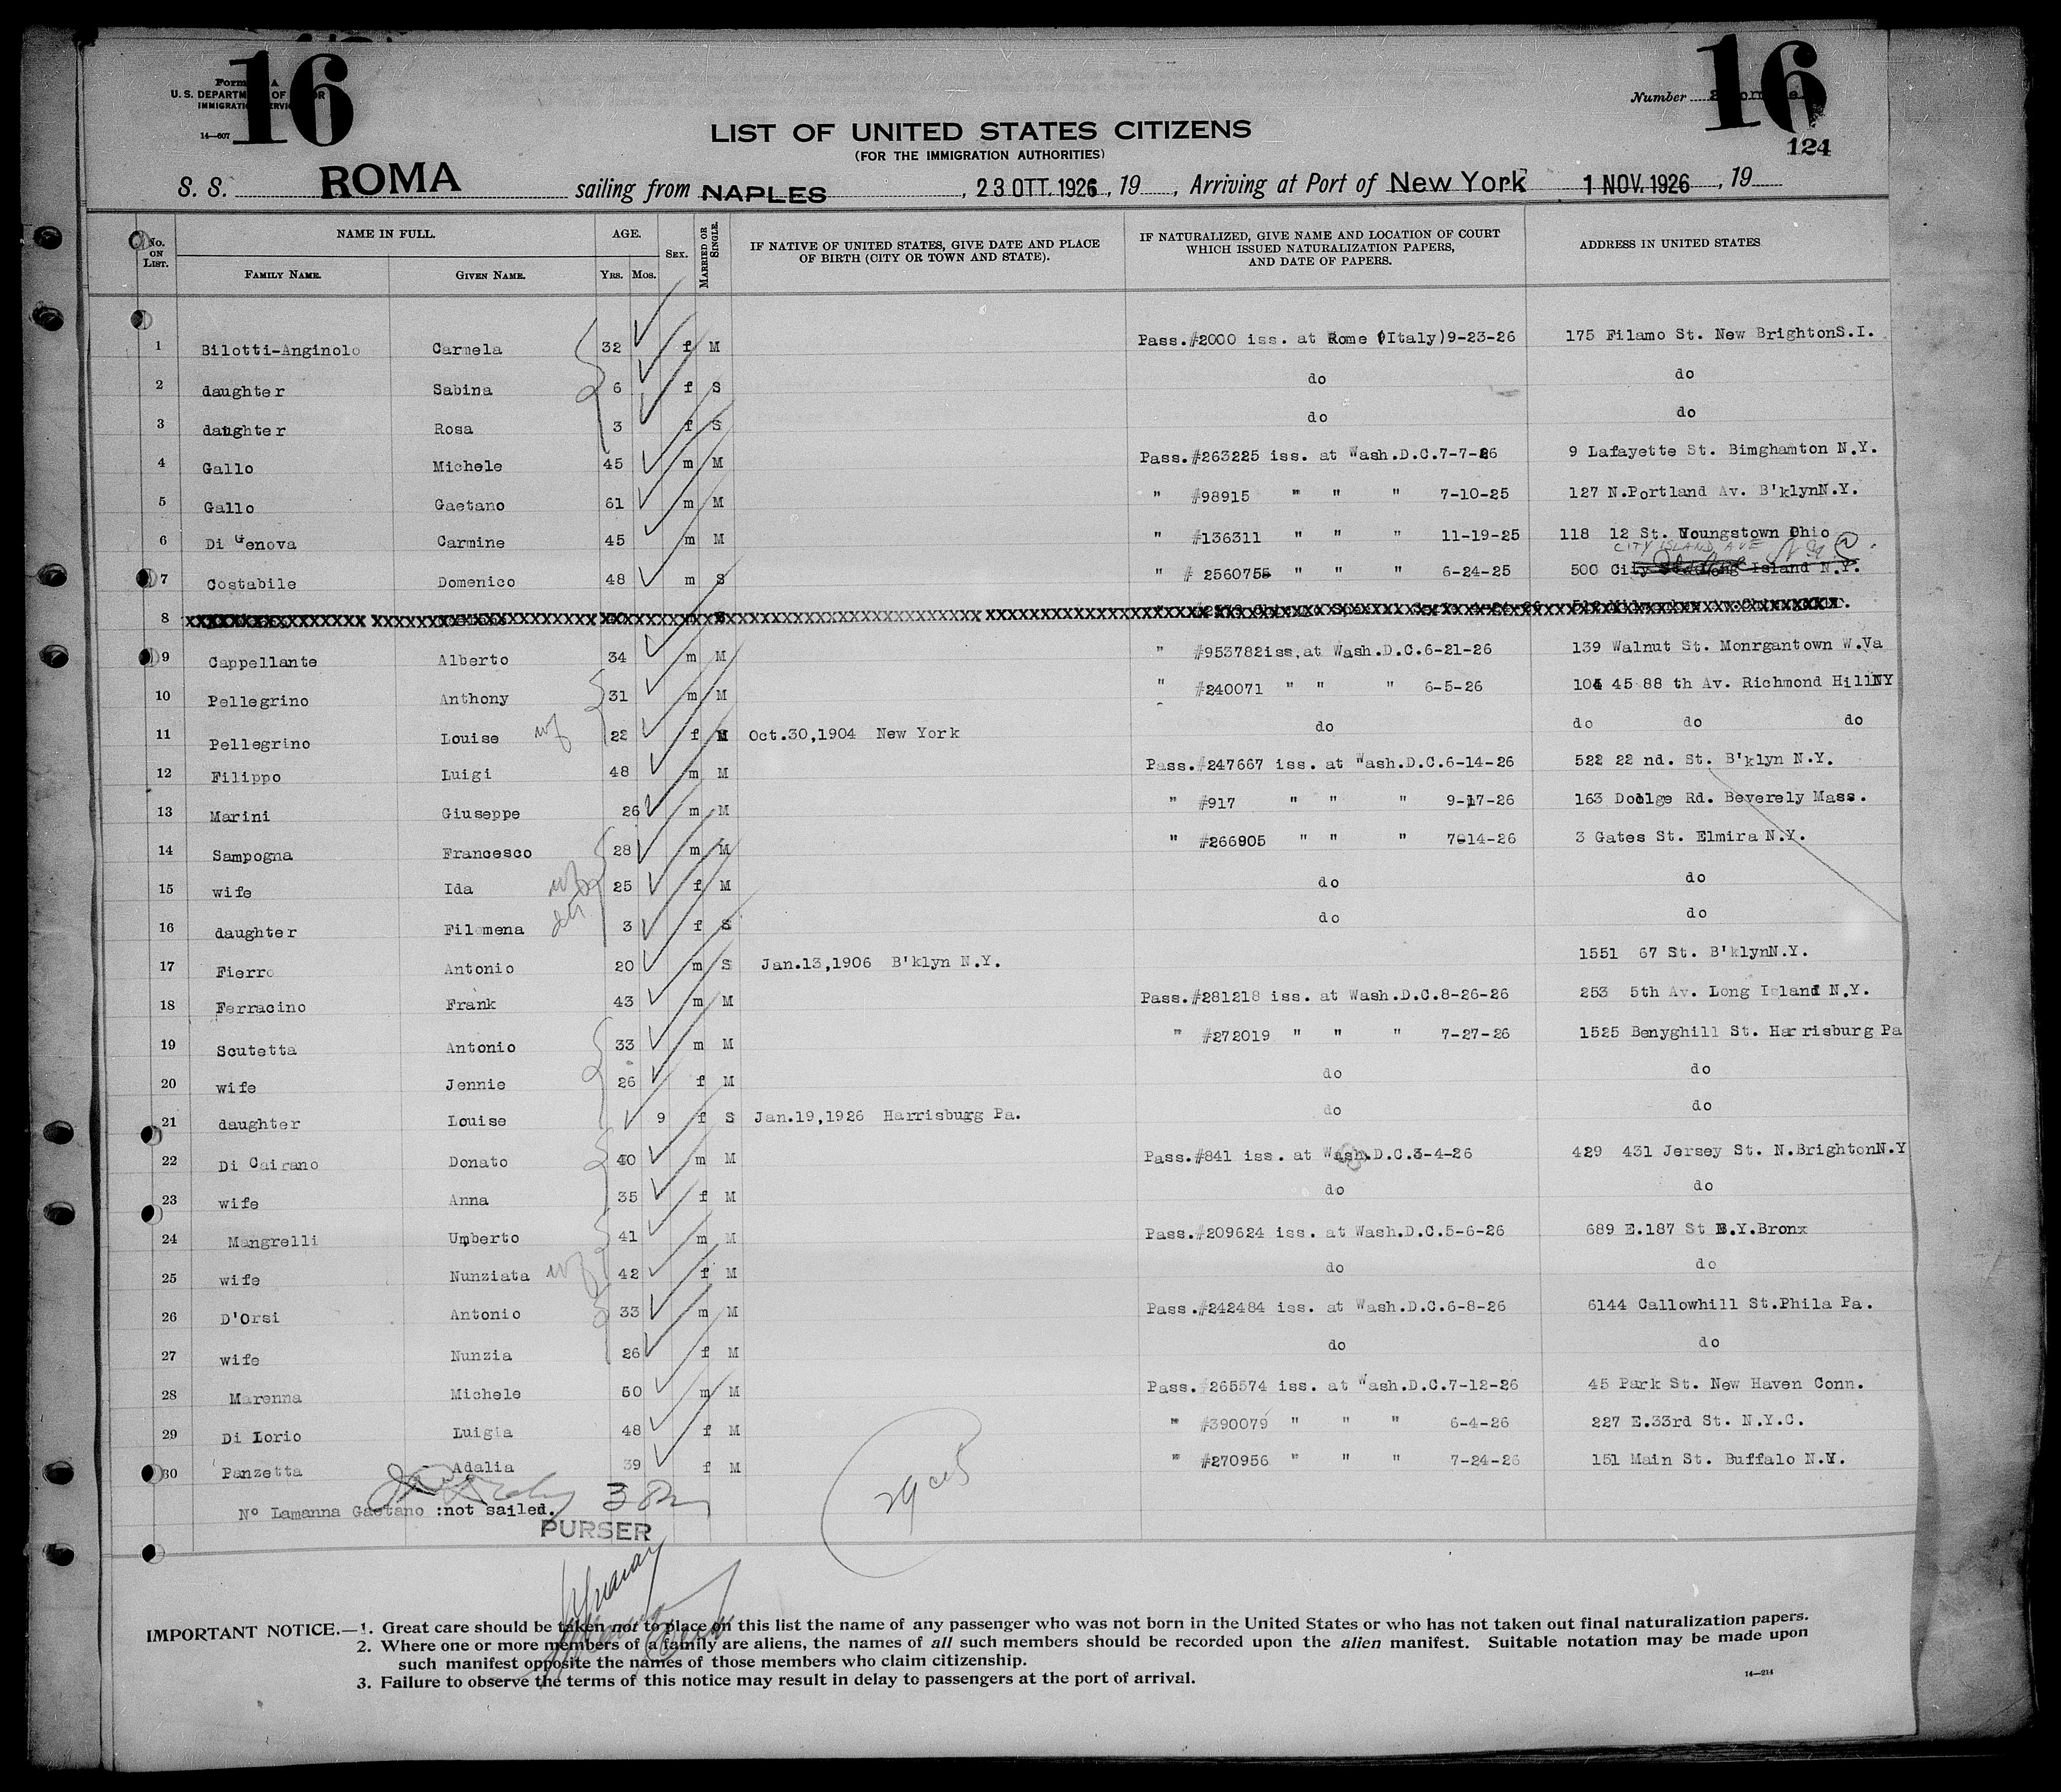 16
16
Form A
U. S. DEPARTM OF OR
IMMIGRATI ERVIC
14—607
Number
124
LIST OF UNITED STATES CITIZENS
(FOR THE IMMIGRATION AUTHORITIES)
S. S. ROMA sailing from NAPLES , 23 OTT. 1926 , 19 , Arriving at Port of New York 1 NOV. 1926 , 19
No. ON LIST.
NAME IN FULL.
FAMILY NAME.
GIVEN NAME.
AGE.
YRS. MOS.
SEX.
MARRIED OR SINGLE.
IF NATIVE OF UNITED STATES, GIVE DATE AND PLACE OF BIRTH (CITY OR TOWN AND STATE).
IF NATURALIZED, GIVE NAME AND LOCATION OF COURT WHICH ISSUED NATURALIZATION PAPERS, AND DATE OF PAPERS.
ADDRESS IN UNITED STATES
1 Bilotti-Anginolo Carmela 32 f M Pass.#2000 iss. at Rome (Italy)9-23-26 175 Filamo St. New BrightonS.I.
2 daughter Sabina 6 f S do do
3 daughter Rosa 3 f S do do
4 Gallo Michele 45 m M Pass.#263225 iss. at Wash.D.C.7-7-26 9 Lafayette St. Bimghamton N.Y.
5 Gallo Gaetano 61 m M " #98915 " " " 7-10-25 127 N.Portland Av. B'klynN.Y.
6 Di Genova Carmine 45 m M " #136311 " " " 11-19-25 118 12 St. Youngstown Ohio
CITY ISLAND AVE
7 Costabile Domenico 48 m S " # 2560755 " " " 6-24-25 500 City Island N.Y.
8
9 Cappellante Alberto 34 m M " #953782iss.at Wash.D.C.6-21-26 139 Walnut St. Monrgantown W.Va
10 Pellegrino Anthony 31 m M " #240071 " " " 6-5-26 104 45 88 th Av. Richmond HillNY
11 Pellegrino Louise wf 22 f M Oct.30,1904 New York do do do do
12 Filippo Luigi 48 m M Pass.#247667 iss. at Wash.D.C.6-14-26 522 22 nd. St. B'klyn N.Y.
13 Marini Giuseppe 26 m M " #917 " " " 9-17-26 163 Dodlge Rd. Beverely Mass.
14 Sampogna Francesco 28 m M " #266905 " " " 7-14-26 3 Gates St. Elmira N.Y.
15 wife Ida wf 25 f M do do
16 daughter Filomena 3 f S do do
17 Fierro Antonio 20 m S Jan.13,1906 B'klyn N.Y. 1551 67 St. B'klynN.Y.
18 Ferracino Frank 43 m M Pass.#281218 iss. at Wash.D.C.8-26-26 253 5th Av. Long Island N.Y.
19 Scutetta Antonio 33 m M " #272019 " " " 7-27-26 1525 Benyghill St. Harrisburg Pa
20 wife Jennie 26 f M do do
21 daughter Louise 9 f S Jan.19,1926 Harrisburg Pa. do do
22 Di Cairano Donato 40 m M Pass.#841 iss. at Wash.D.C.3-4-26 429 431 Jersey St. N.BrightonN.Y
23 wife Anna 35 f M do do
24 Mangrelli Umberto 41 m M Pass.#209624 iss. at Wash.D.C.5-6-26 689 E.187 St N.Y.Bronx
25 wife Nunziata wf 42 f M do do
26 D'Orsi Antonio 33 m M Pass.#242484 iss. at Wash.D.C.6-8-26 6144 Callowhill St.Phila Pa.
27 wife Nunzia 26 f M do do
28 Marenna Michele 50 m M Pass.#265574 iss. at Wash.D.C.7-12-26 45 Park St. New Haven Conn.
29 Di Iorio Luigia 48 f M " #390079 " " " 6-4-26 227 E.33rd St. N.Y.C.
30 Panzetta Adalia 39 f M " #270956 " " " 7-24-26 151 Main St. Buffalo N.Y.
N° Lamanna Gaetano :not sailed.
PURSER
IMPORTANT NOTICE.—1. Great care should be taken not to place on this list the name of any passenger who was not born in the United States or who has not taken out final naturalization papers.
2. Where one or more members of a family are aliens, the names of all such members should be recorded upon the alien manifest. Suitable notation may be made upon
such manifest opposite the names of those members who claim citizenship.
3. Failure to observe the terms of this notice may result in delay to passengers at the port of arrival.
14—214